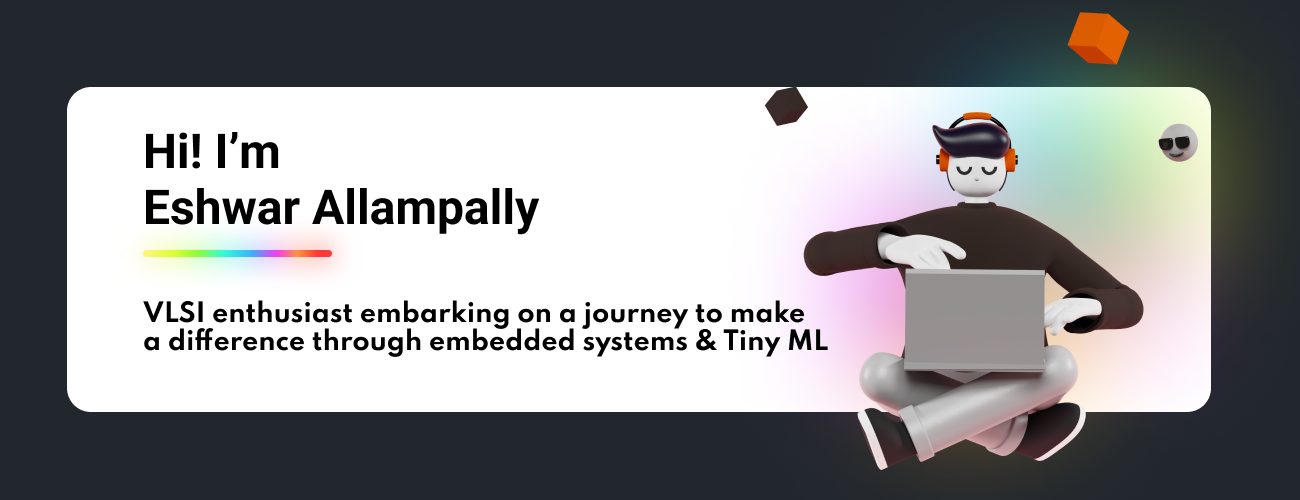 Hi! I’m
Eshwar Allampally
VLSI enthusiast embarking on a journey to make
a difference through embedded systems & Tiny ML